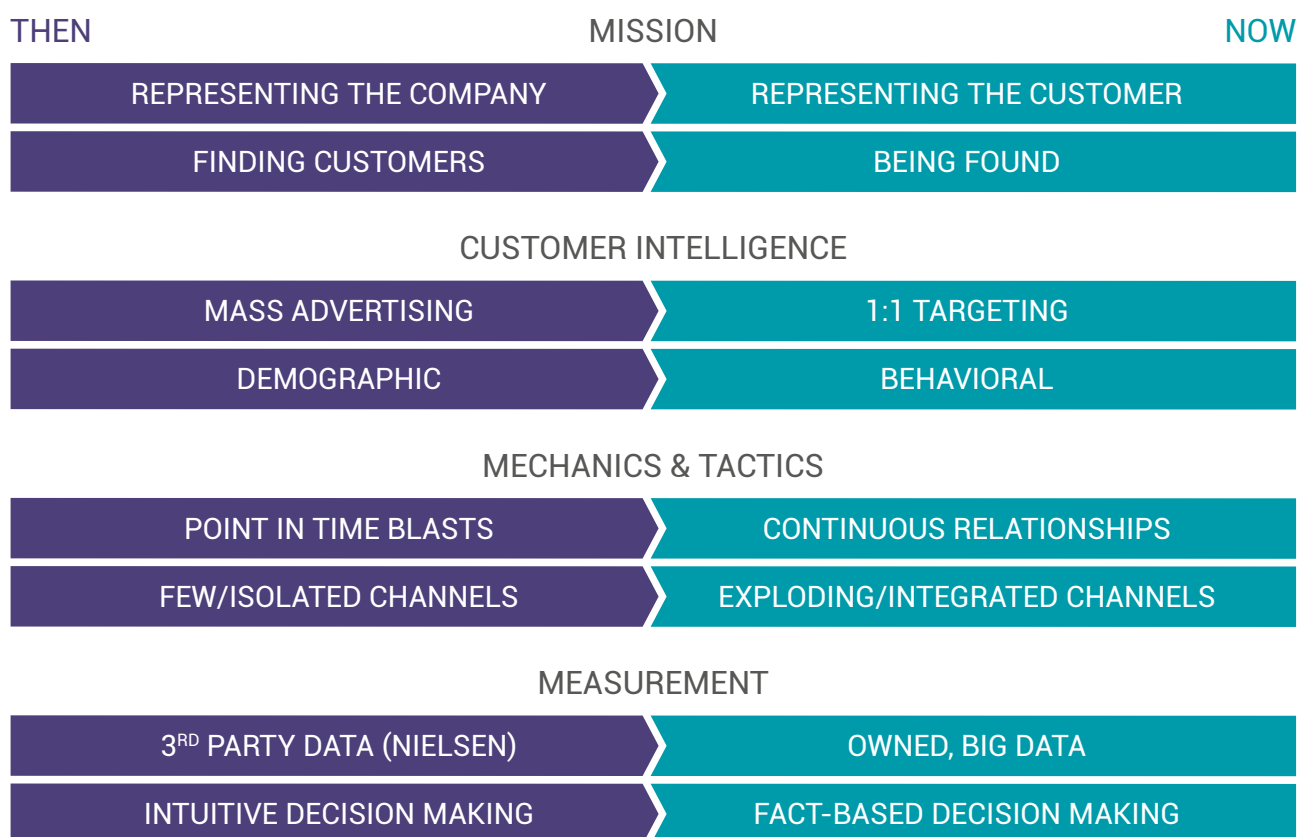 THEN MISSION NOW
REPRESENTING THE COMPANY REPRESENTING THE CUSTOMER
FINDING CUSTOMERS BEING FOUND
CUSTOMER INTELLIGENCE
MASS ADVERTISING 1:1 TARGETING
DEMOGRAPHIC BEHAVIORAL
MECHANICS & TACTICS
POINT IN TIME BLASTS CONTINUOUS RELATIONSHIPS
FEW/ISOLATED CHANNELS EXPLODING/INTEGRATED CHANNELS
MEASUREMENT
3RD PARTY DATA (NIELSEN) OWNED, BIG DATA
INTUITIVE DECISION MAKING FACT-BASED DECISION MAKING